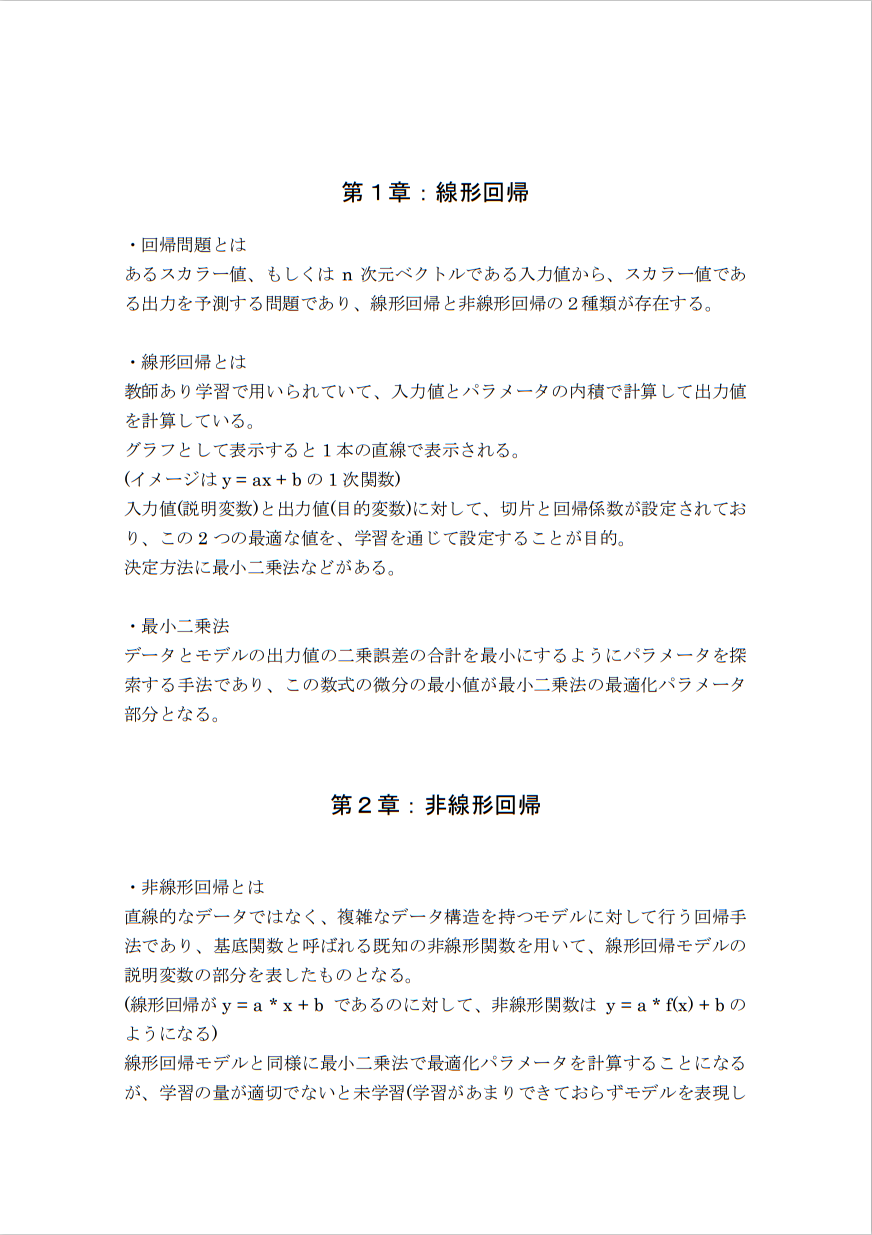 第１章：線形回帰
・回帰問題とは
あるスカラー値、もしくは n 次元ベクトルである入力値から、スカラー値であ
る出力を予測する問題であり、線形回帰と非線形回帰の２種類が存在する。
・線形回帰とは
教師あり学習で用いられていて、入力値とパラメータの内積で計算して出力値
を計算している。
グラフとして表示すると１本の直線で表示される。
(イメージは y = ax + b の１次関数)
入力値(説明変数)と出力値(目的変数)に対して、切片と回帰係数が設定されてお
り、この２つの最適な値を、学習を通じて設定することが目的。
決定方法に最小二乗法などがある。
・最小二乗法
データとモデルの出力値の二乗誤差の合計を最小にするようにパラメータを探
索する手法であり、この数式の微分の最小値が最小二乗法の最適化パラメータ
部分となる。
第２章：非線形回帰
・非線形回帰とは
直線的なデータではなく、複雑なデータ構造を持つモデルに対して行う回帰手
法であり、基底関数と呼ばれる既知の非線形関数を用いて、線形回帰モデルの
説明変数の部分を表したものとなる。
(線形回帰が y = a * x + b であるのに対して、非線形関数は y = a * f(x) + b の
ようになる)
線形回帰モデルと同様に最小二乗法で最適化パラメータを計算することになる
が、学習の量が適切でないと未学習(学習があまりできておらずモデルを表現し